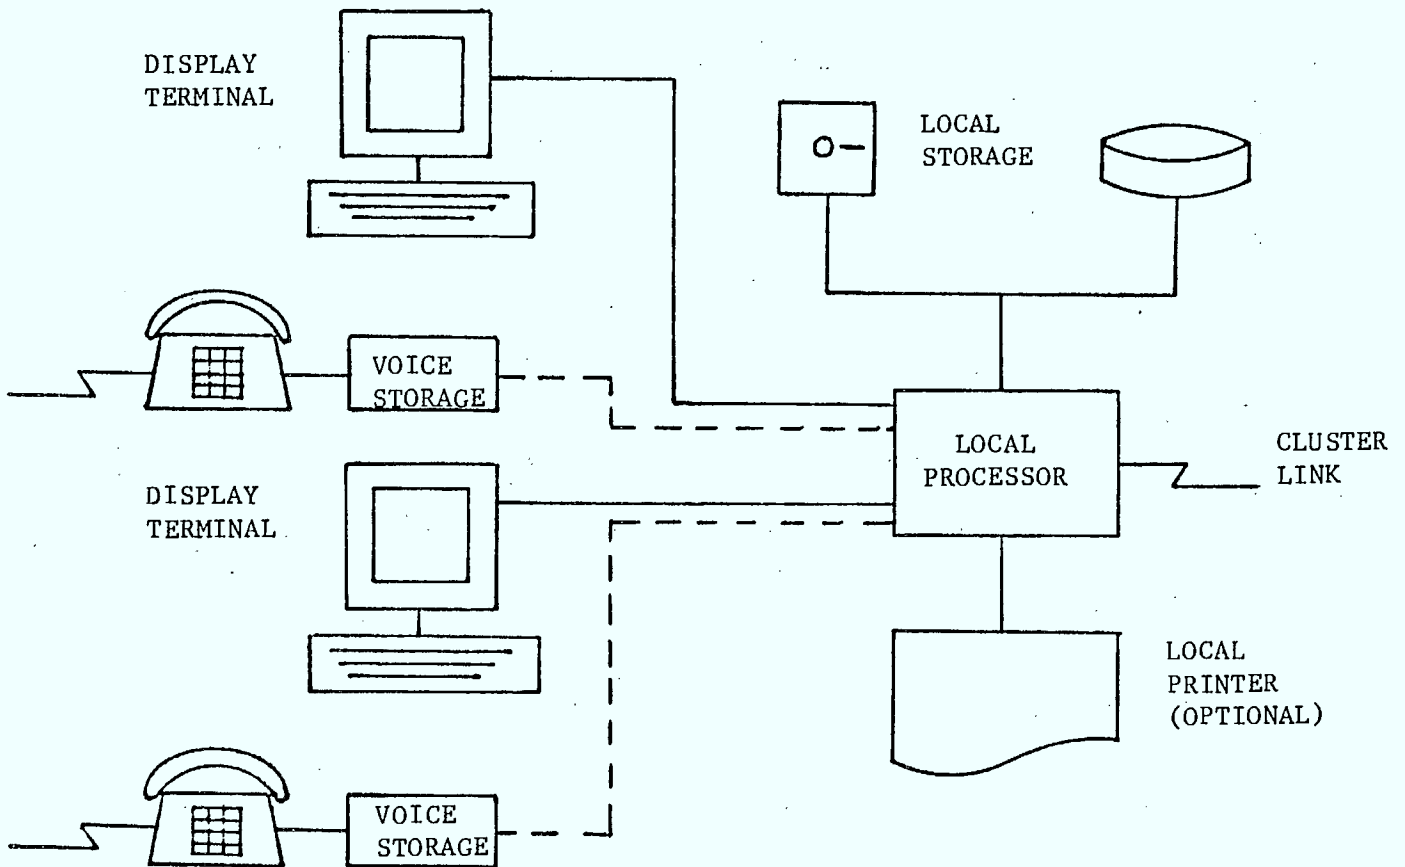 DISPLAY
TERMINAL
LOCAL
STORAGE
VOICE
STORAGE
LOCAL
PROCESSOR
CLUSTER
LINK
DISPLAY
TERMINAL
LOCAL
PRINTER
(OPTIONAL)
VOICE
STORAGE